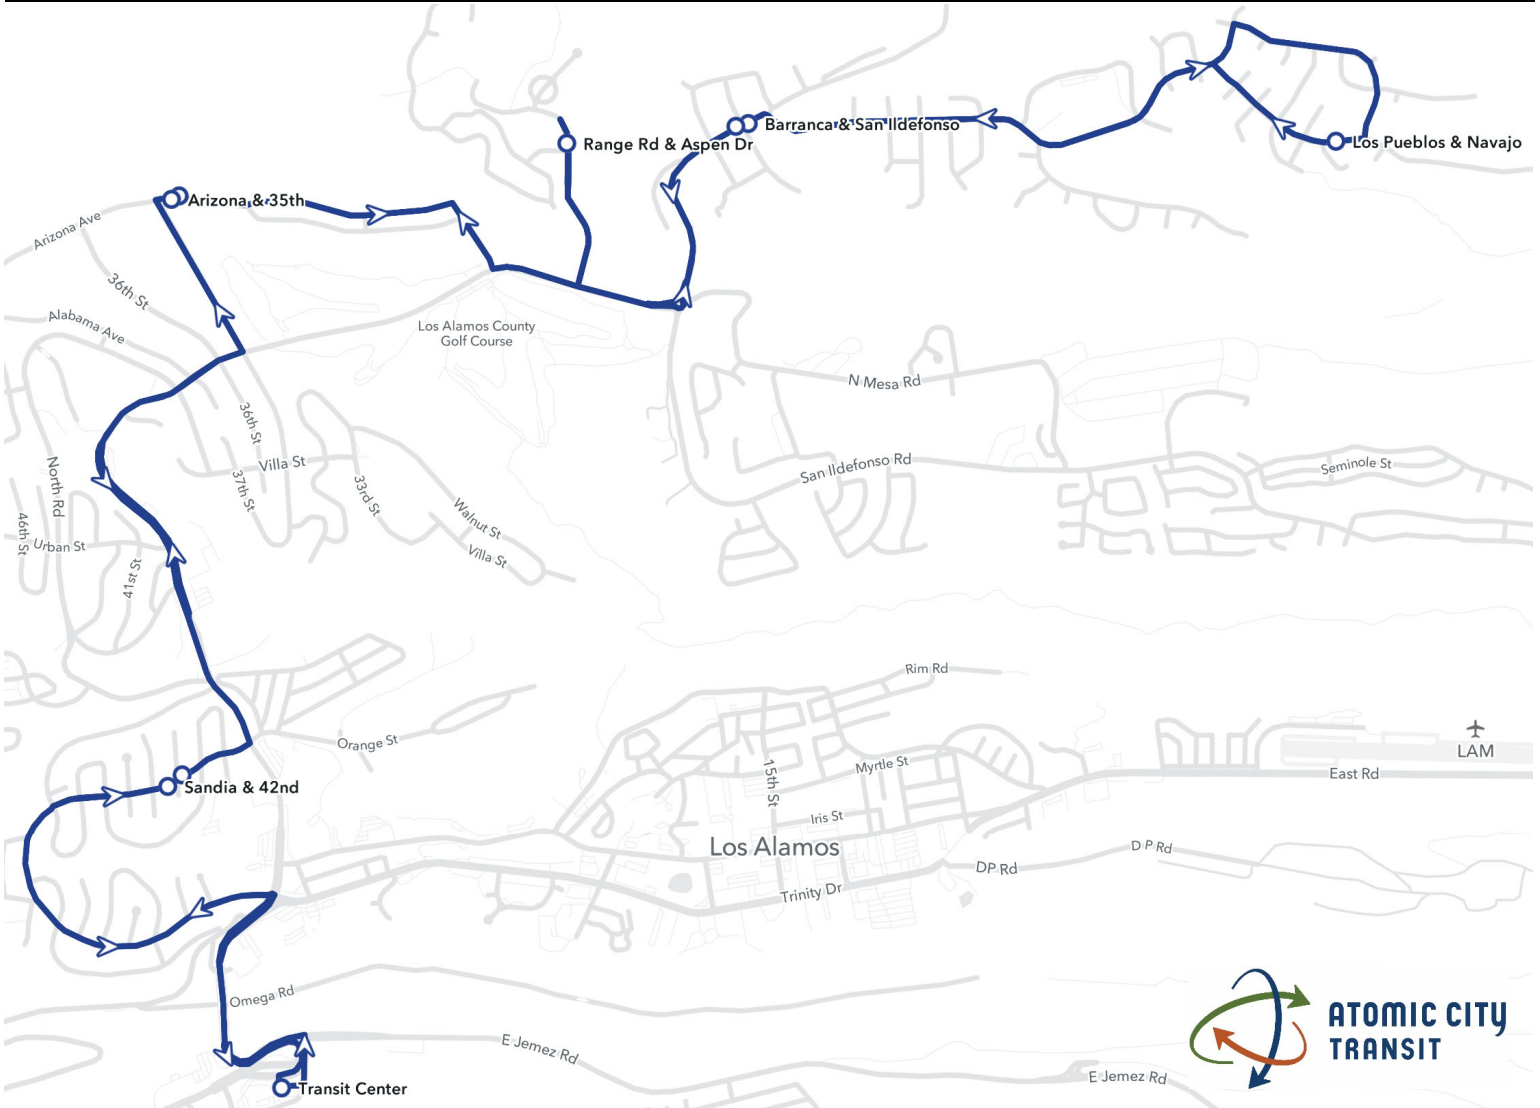 Barranca & San Ildefonso
Range Rd & Aspen Dr
Los Pueblos & Navajo
Arizona & 35th
Arizona Ave
36th St
Alabama Ave
Los Alamos County
Golf Course
N Mesa Rd
36th St
Villa St
37th St
33rd St
North Rd
46th St
Urban St
41st St
Walnut St
Villa St
San Ildefonso Rd
Seminole St
Rim Rd
Orange St
15th St
Myrtle St
LAM
East Rd
Sandia & 42nd
Iris St
Los Alamos
D P Rd
DP Rd
Trinity Dr
Omega Rd
E Jemez Rd
E Jemez Rd
Transit Center
ATOMIC CITY
TRANSIT